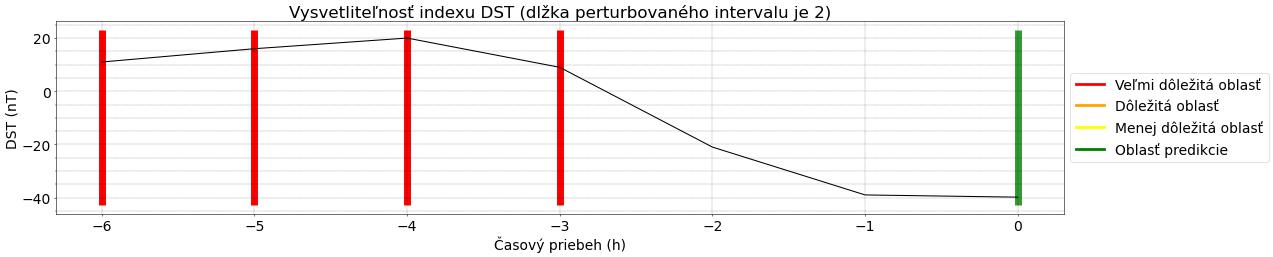 Vysvetliteľnosť indexu DST (dĺžka perturbovaného intervalu je 2)
DST (nT)
20
0
−20
−40
−6 −5 −4 −3 −2 −1 0
Časový priebeh (h)
Veľmi dôležitá oblasť
Dôležitá oblasť
Menej dôležitá oblasť
Oblasť predikcie